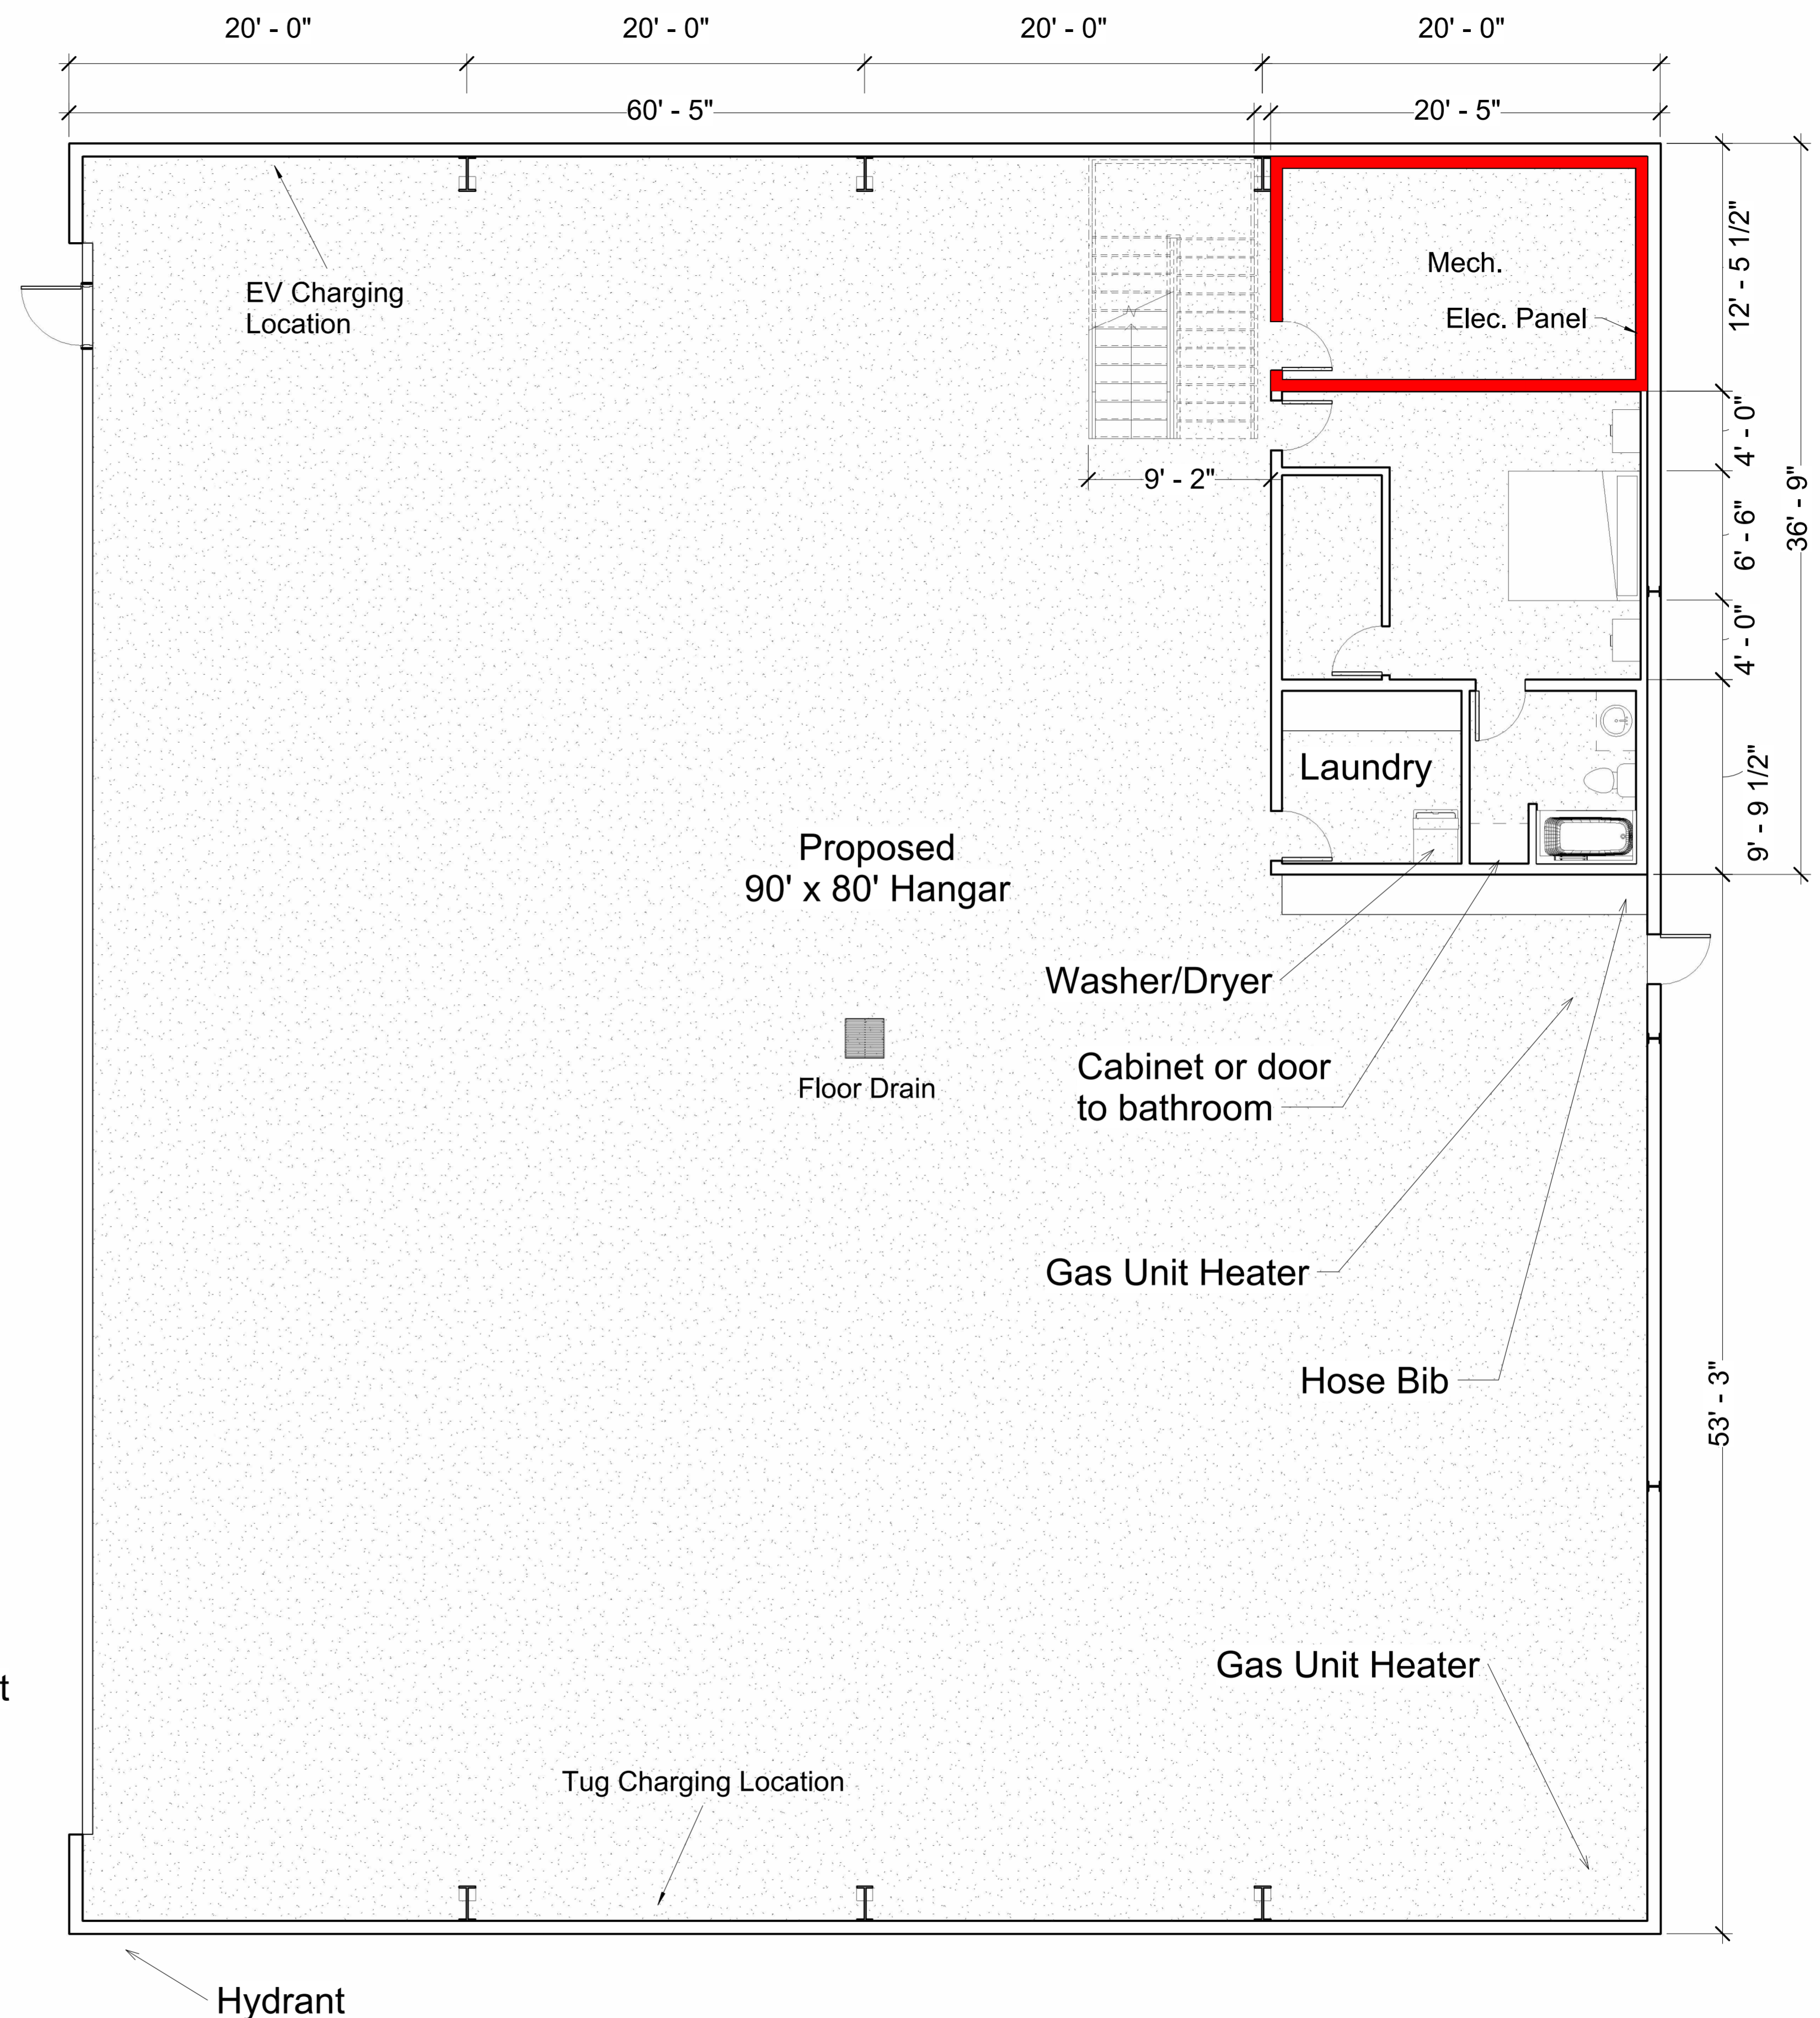 20' - 0" 20' - 0" 20' - 0" 20' - 0"
60' - 5" 20' - 5"
12' - 5 1/2"
Mech.
EV Charging
Location
Elec. Panel
4' - 0"
9' - 2"
36' - 9"
6' - 6"
4' - 0"
Laundry
9' - 9 1/2"
Proposed
90' x 80' Hangar
Washer/Dryer
Cabinet or door
to bathroom
Floor Drain
Gas Unit Heater
Hose Bib
53' - 3"
Gas Unit Heater
t
Tug Charging Location
Hydrant